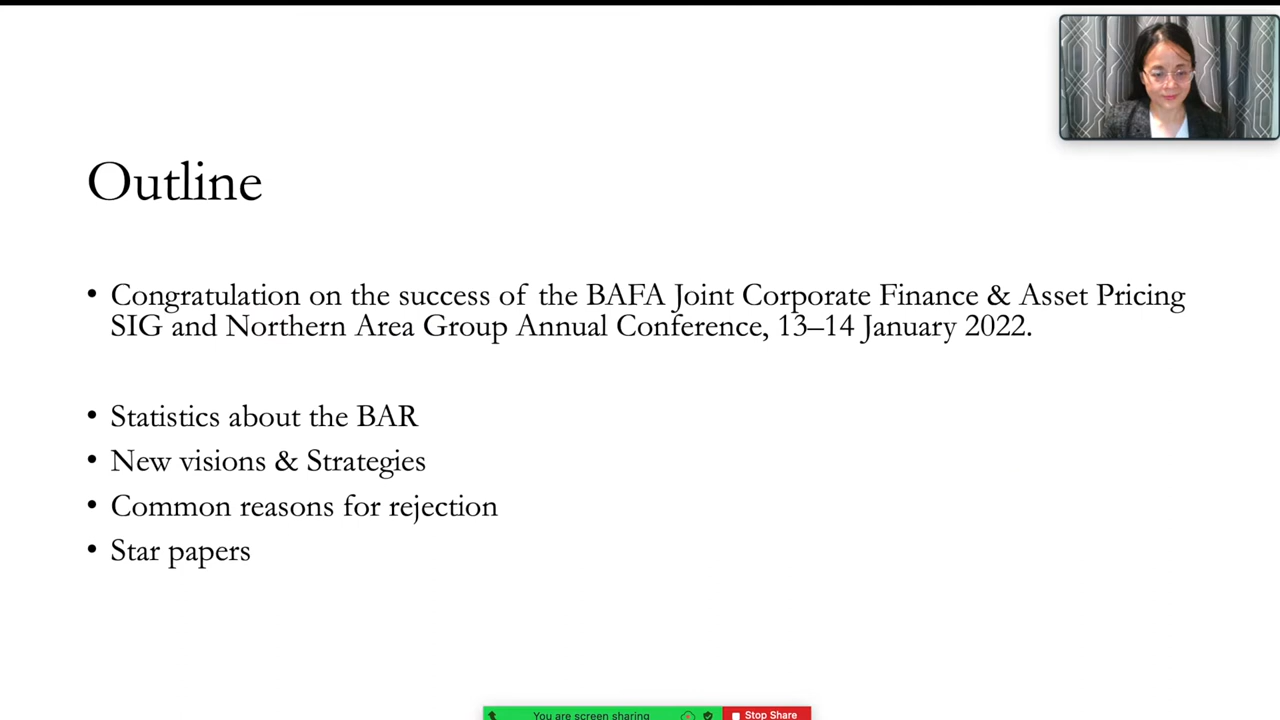 Outline
• Congratulation on the success of the BAFA Joint Corporate Finance & Asset Pricing
SIG and Northern Area Group Annual Conference, 13–14 January 2022.
• Statistics about the BAR
• New visions & Strategies
• Common reasons for rejection
• Star papers
You are screen sharing
Stop Share